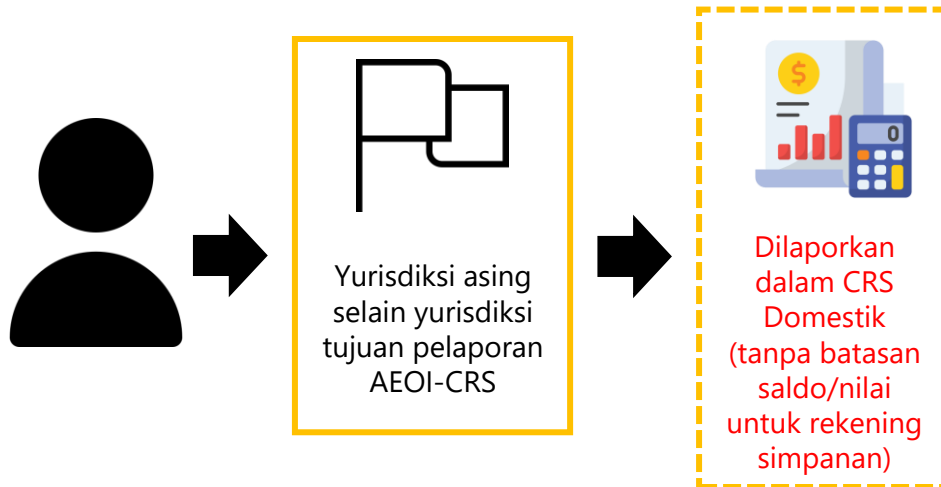 Yurisdiksi asing
selain yurisdiksi
tujuan pelaporan
AEOI-CRS
$
0
Dilaporkan
dalam CRS
Domestik
(tanpa batasan
saldo/nilai
untuk rekening
simpanan)